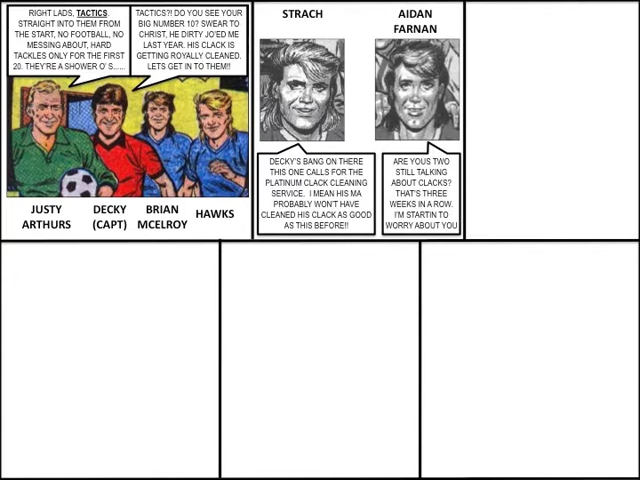 RIGHT LADS, TACTICS.
STRAIGHT INTO THEM FROM
THE START, NO FOOTBALL, NO
MESSING ABOUT, HARD
TACKLES ONLY FOR THE FIRST
20. THEY'RE A SHOWER O' S......
TACTICS?! DO YOU SEE YOUR
BIG NUMBER 10? SWEAR TO
CHRIST, HE DIRTY JO'ED ME
LAST YEAR. HIS CLACK IS
GETTING ROYALLY CLEANED.
LETS GET IN TO THEM!!
JUSTY
ARTHURS
DECKY
(CAPT)
BRIAN
MCELROY
HAWKS
STRACH
AIDAN
FARNAN
DECKY'S BANG ON THERE
THIS ONE CALLS FOR THE
PLATINUM CLACK CLEANING
SERVICE. I MEAN HIS MA
PROBABLY WON'T HAVE
CLEANED HIS CLACK AS GOOD
AS THIS BEFORE!!
ARE YOUS TWO
STILL TALKING
ABOUT CLACKS?
THAT'S THREE
WEEKS IN A ROW.
I'M STARTIN TO
WORRY ABOUT YOU